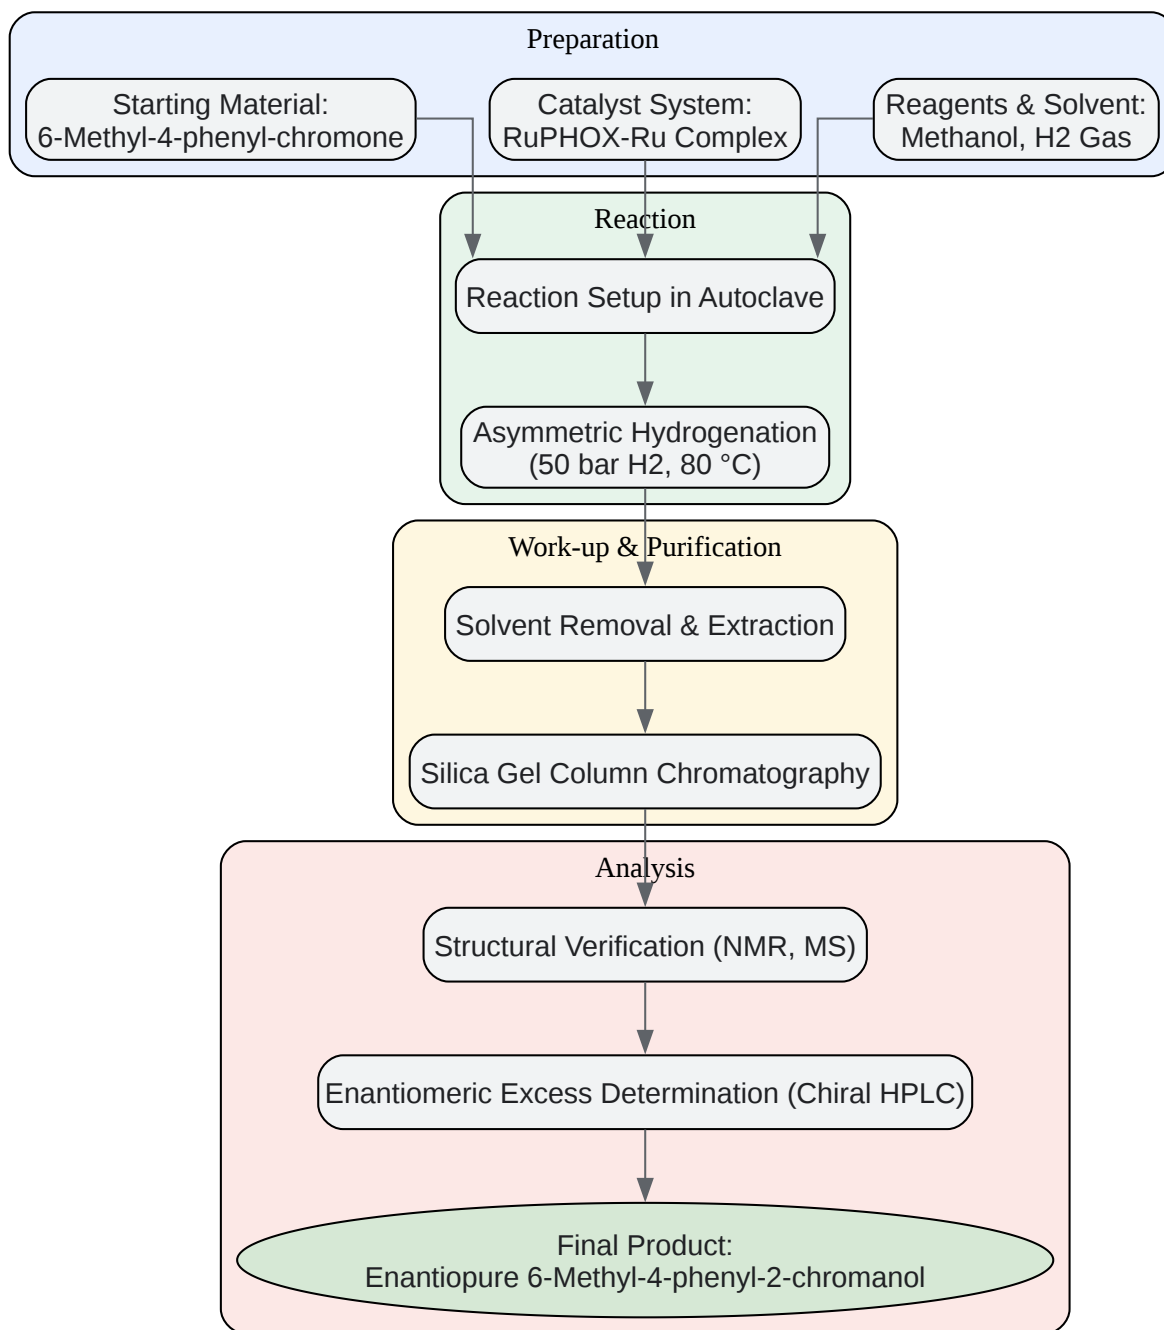 Preparation
Starting Material:
6-Methyl-4-phenyl-chromone
Catalyst System:
RuPHOX-Ru Complex
Reagents & Solvent:
Methanol, H2 Gas
Reaction
Reaction Setup in Autoclave
Asymmetric Hydrogenation
(50 bar H2, 80 °C)
Work-up & Purification
Solvent Removal & Extraction
Silica Gel Column Chromatography
Analysis
Structural Verification (NMR, MS)
Enantiomeric Excess Determination (Chiral HPLC)
Final Product:
Enantiopure 6-Methyl-4-phenyl-2-chromanol